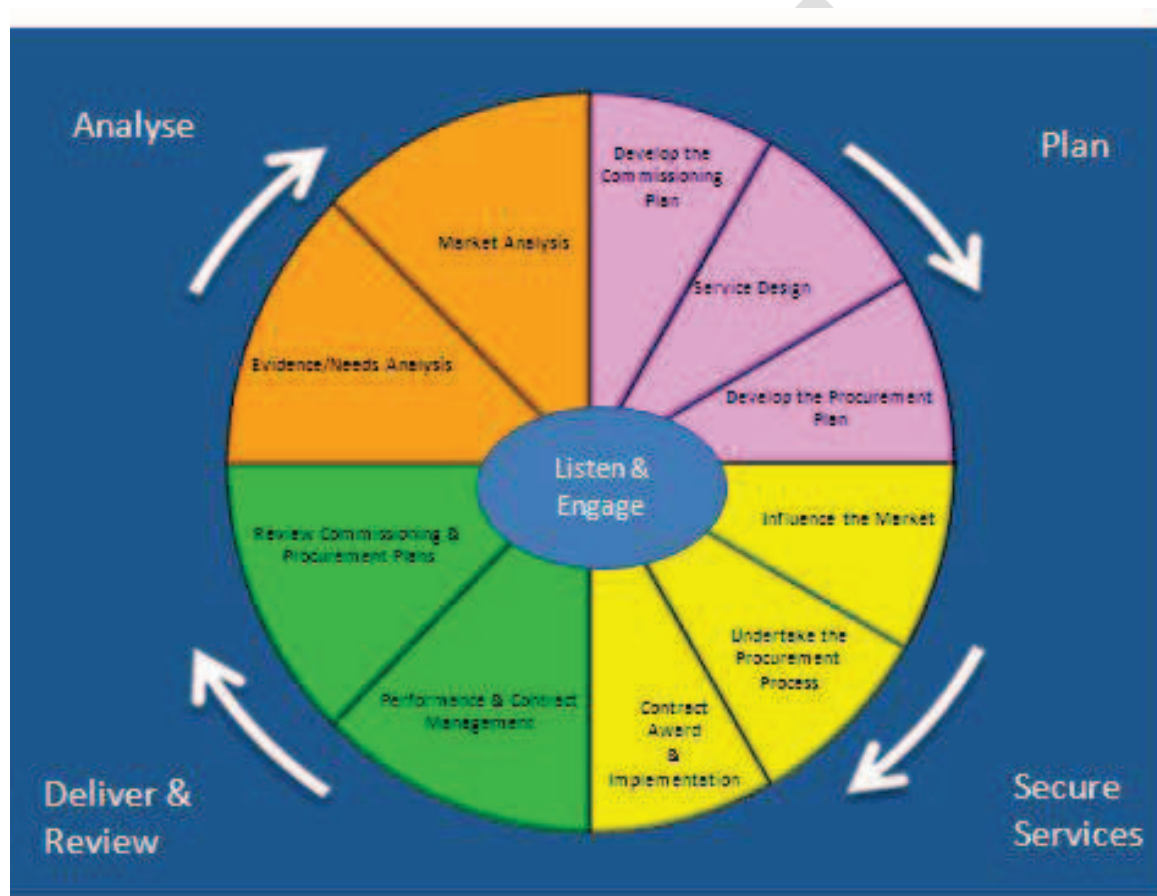 Analyse
Plan
Develop the
Commissioning
Plan
Market Analysis
Service Design
Evidence/Needs Analysis
Develop the Procurement
Plan
Listen &
Engage
Influence the Market
Review Commissioning &
Procurement Plans
Undertake the
Procurement
Process
Performance & Contract
Management
Contract
Award
&
Implementation
Deliver &
Review
Secure
Services